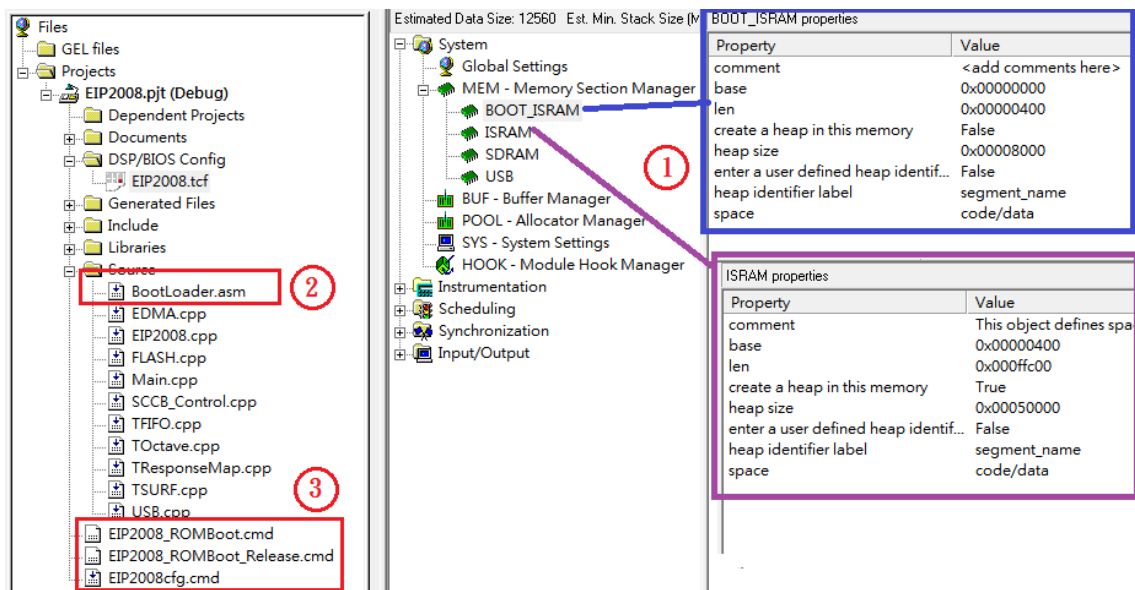 Files
GEL files
Projects
EIP2008.pjt (Debug)
Dependent Projects
Documents
DSP/BIOS Config
EIP2008.tcf
Generated Files
Include
Libraries
Source
BootLoader.asm
2
EDMA.cpp
EIP2008.cpp
FLASH.cpp
Main.cpp
SCCB_Control.cpp
TFIFO.cpp
TOctave.cpp
TResponseMap.cpp
TSURF.cpp
USB.cpp
3
EIP2008_ROMBoot.cmd
EIP2008_ROMBoot_Release.cmd
EIP2008cfg.cmd
Estimated Data Size: 12560 Est. Min. Stack Size (M
System
Global Settings
MEM - Memory Section Manager
BOOT_ISRAM
ISRAM
SDRAM
USB
BUF - Buffer Manager
POOL - Allocator Manager
SYS - System Settings
HOOK - Module Hook Manager
Instrumentation
Scheduling
Synchronization
Input/Output
1
BOOT_ISRAM properties
Property Value
comment <add comments here>
base 0x00000000
len 0x00000400
create a heap in this memory False
heap size 0x00008000
enter a user defined heap identif... False
heap identifier label segment_name
space code/data
ISRAM properties
Property Value
comment This object defines spa
base 0x00000400
len 0x000ffc00
create a heap in this memory True
heap size 0x00050000
enter a user defined heap identif... False
heap identifier label segment_name
space code/data